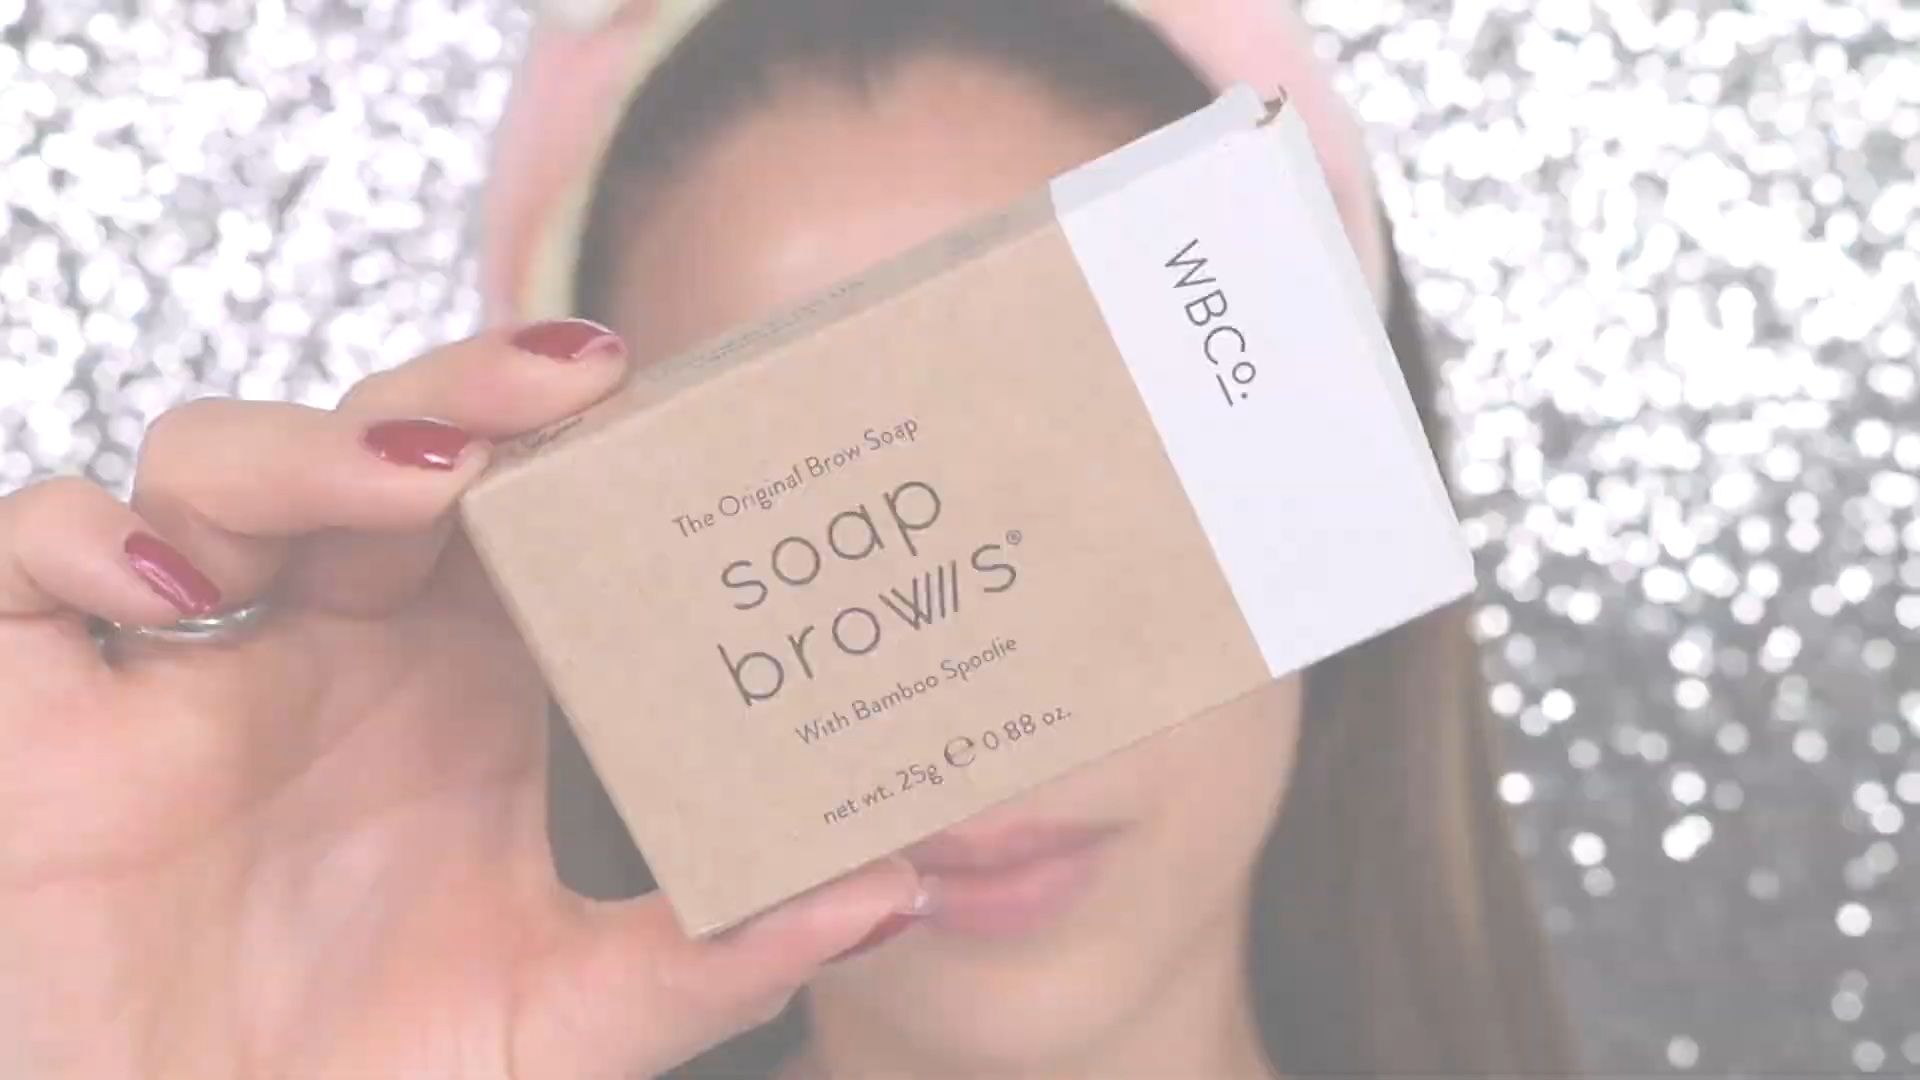 The Original Brow Soap
soap
brows®
With Bamboo Spoolie
net wt. 25g ℮ 0.88 oz.
WBCo.